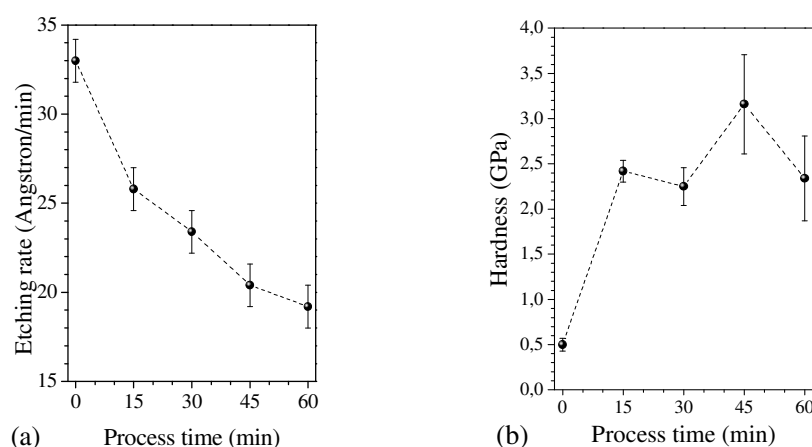 35
30
25
20
15
Etching rate (Angstron/min)
0 15 30 45 60
(a) Process time (min)
4,0
3,5
3,0
2,5
2,0
1,5
1,0
0,5
0,0
Hardness (GPa)
0 15 30 45 60
(b) Process time (min)